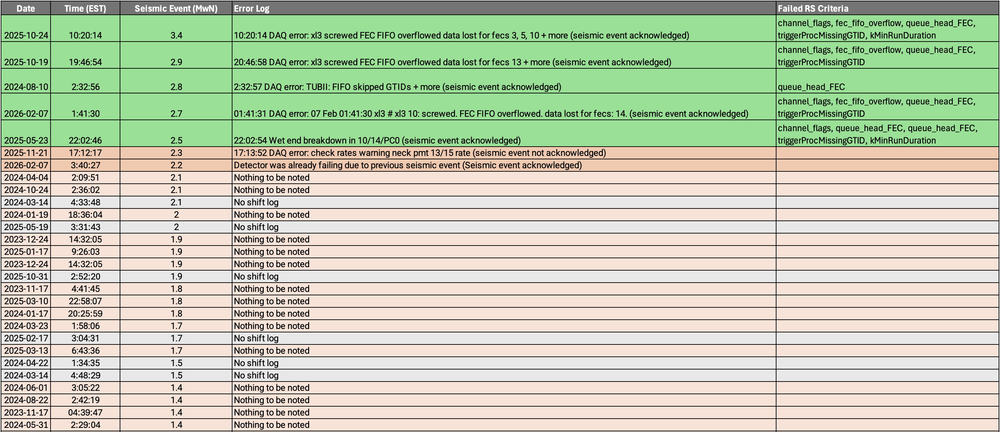 Date Time (EST) Seismic Event (MwN) Error Log Failed RS Criteria
channel_flags, fec_fifo_overflow, queue_head_FEC,
2025-10-24 10:20:14 3.4 10:20:14 DAQ error: xl3 screwed FEC FIFO overflowed data lost for fecs 3, 5, 10 + more (seismic event acknowledged) triggerProcMissingGTID, kMinRunDuration
channel_flags, fec_fifo_overflow, queue_head_FEC,
2025-10-19 19:46:54 2.9 20:46:58 DAQ error: xl3 screwed FEC FIFO overflowed data lost for fecs 13 + more (seismic event acknowledged) triggerProcMissingGTID
2024-08-10 2:32:56 2.8 2:32:57 DAQ error: TUBII: FIFO skipped GTIDs + more (seismic event acknowledged) queue_head_FEC
channel_flags, fec_fifo_overflow, queue_head_FEC,
2026-02-07 1:41:30 2.7 01:41:31 DAQ error: 07 Feb 01:41:30 xl3 # xl3 10: screwed. FEC FIFO overflowed. data lost for fecs: 14. (seismic event acknowledged) triggerProcMissingGTID
channel_flags, queue_head_FEC, queue_head_FEC,
2025-05-23 22:02:46 2.5 22:02:54 Wet end breakdown in 10/14/PC0 (seismic event acknowledged) triggerProcMissingGTID, kMinRunDuration
2025-11-21 17:12:17 2.3 17:13:52 DAQ error: check rates warning neck pmt 13/15 rate (seismic event not acknowledged)
2026-02-07 3:40:27 2.2 Detector was already failing due to previous seismic event (Seismic event acknowledged)
2024-04-04 2:09:51 2.1 Nothing to be noted
2024-10-24 2:36:02 2.1 Nothing to be noted
2024-03-14 4:33:48 2.1 No shift log
2024-01-19 18:36:04 2 Nothing to be noted
2025-05-19 3:31:43 2 No shift log
2023-12-24 14:32:05 1.9 Nothing to be noted
2025-01-17 9:26:03 1.9 Nothing to be noted
2023-12-24 14:32:05 1.9 Nothing to be noted
2025-10-31 2:52:20 1.9 No shift log
2023-11-17 4:41:45 1.8 Nothing to be noted
2025-03-10 22:58:07 1.8 Nothing to be noted
2024-01-17 20:25:59 1.8 Nothing to be noted
2024-03-23 1:58:06 1.7 Nothing to be noted
2025-02-17 3:04:31 1.7 No shift log
2025-03-13 6:43:36 1.7 Nothing to be noted
2024-04-22 1:34:35 1.5 No shift log
2024-03-14 4:48:29 1.5 No shift log
2024-06-01 3:05:22 1.4 Nothing to be noted
2024-08-22 2:42:19 1.4 Nothing to be noted
2023-11-17 04:39:47 1.4 Nothing to be noted
2024-05-31 2:29:04 1.4 Nothing to be noted